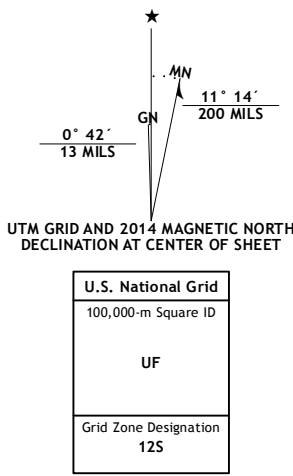 ★
MN
GN
11° 14´
200 MILS
0° 42´
13 MILS
UTM GRID AND 2014 MAGNETIC NORTH
DECLINATION AT CENTER OF SHEET
U.S. National Grid
100,000-m Square ID
UF
Grid Zone Designation
12S